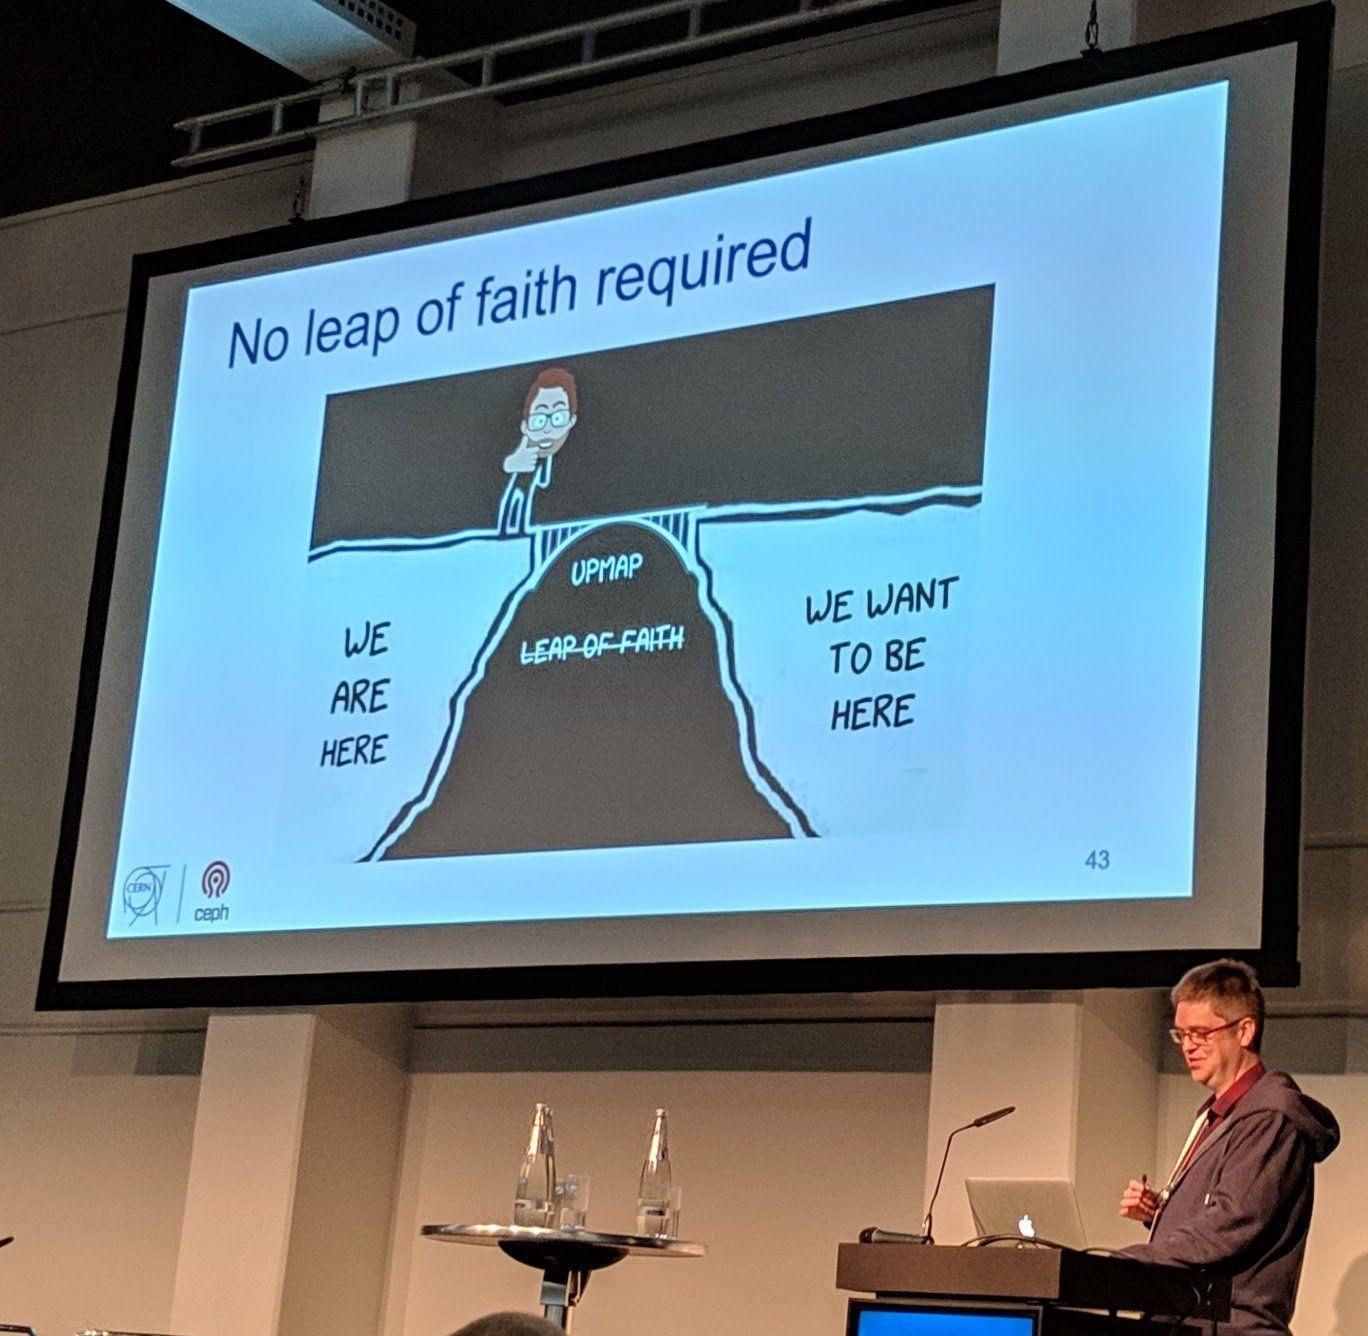 No leap of faith required
UPMAP
LEAP OF FAITH
WE
ARE
HERE
WE WANT
TO BE
HERE
43
CERN
ceph